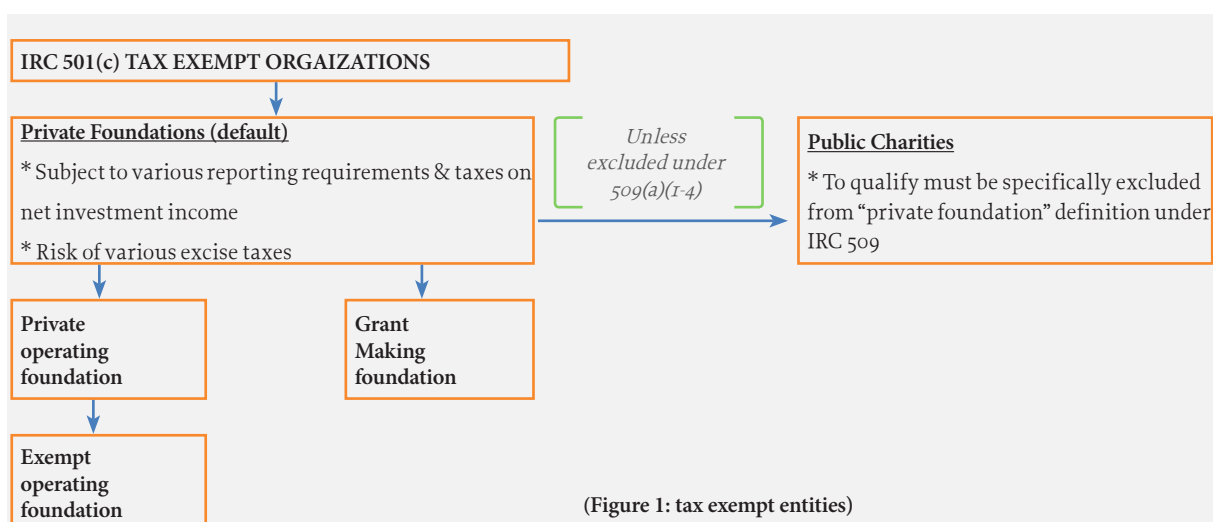 IRC 501(c) TAX EXEMPT ORGAIZATIONS
Private Foundations (default)
* Subject to various reporting requirements & taxes on
net investment income
* Risk of various excise taxes
Unless
excluded under
509(a)(1-4)
Public Charities
* To qualify must be specifically excluded
from “private foundation” definition under
IRC 509
Private
operating
foundation
Grant
Making
foundation
Exempt
operating
foundation
(Figure 1: tax exempt entities)